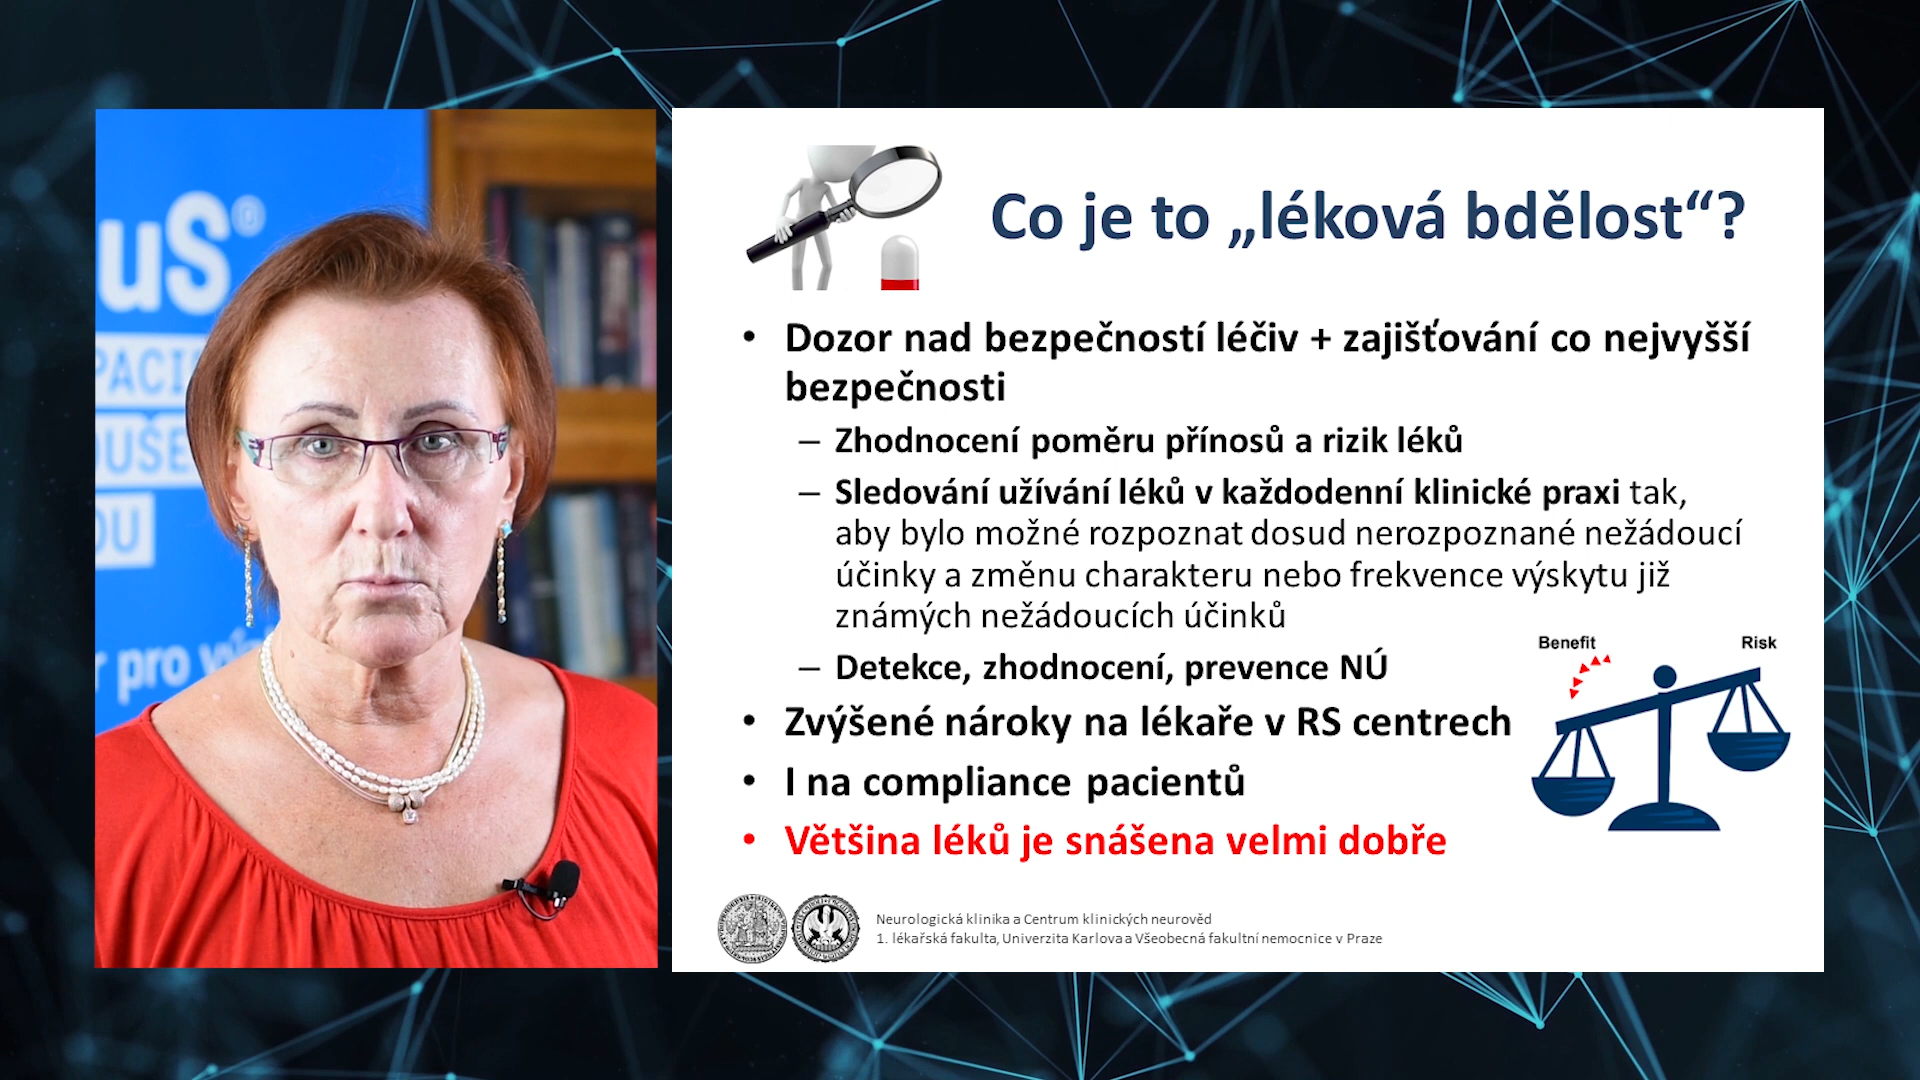 uS®
PACI
OUŠE
DU
r pro
Co je to „léková bdělost“?
• Dozor nad bezpečností léčiv + zajišťování co nejvyšší
bezpečnosti
– Zhodnocení poměru přínosů a rizik léků
– Sledování užívání léků v každodenní klinické praxi tak,
aby bylo možné rozpoznat dosud nerozpoznané nežádoucí
účinky a změnu charakteru nebo frekvence výskytu již
známých nežádoucích účinků
– Detekce, zhodnocení, prevence NÚ
• Zvýšené nároky na lékaře v RS centrech
• I na compliance pacientů
• Většina léků je snášena velmi dobře
Benefit
Risk
Neurologická klinika a Centrum klinických neurověd
1. lékařská fakulta, Univerzita Karlova a Všeobecná fakultní nemocnice v Praze